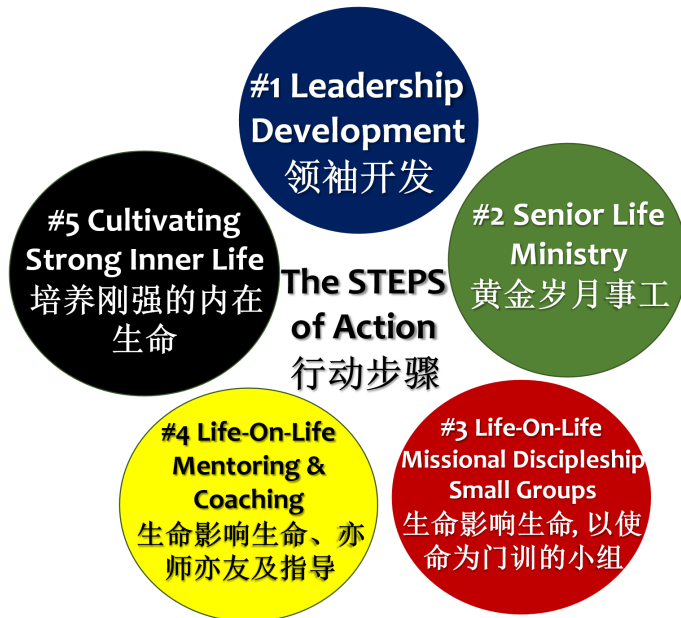 #1 Leadership
Development
领袖开发
#2 Senior Life
Ministry
黄金岁月事工
#3 Life-On-Life
Missional Discipleship
Small Groups
生命影响生命, 以使
命为门训的小组
#4 Life-On-Life
Mentoring &
Coaching
生命影响生命、亦
师亦友及指导
#5 Cultivating
Strong Inner Life
培养刚强的内在
生命
The STEPS
of Action
行动步骤